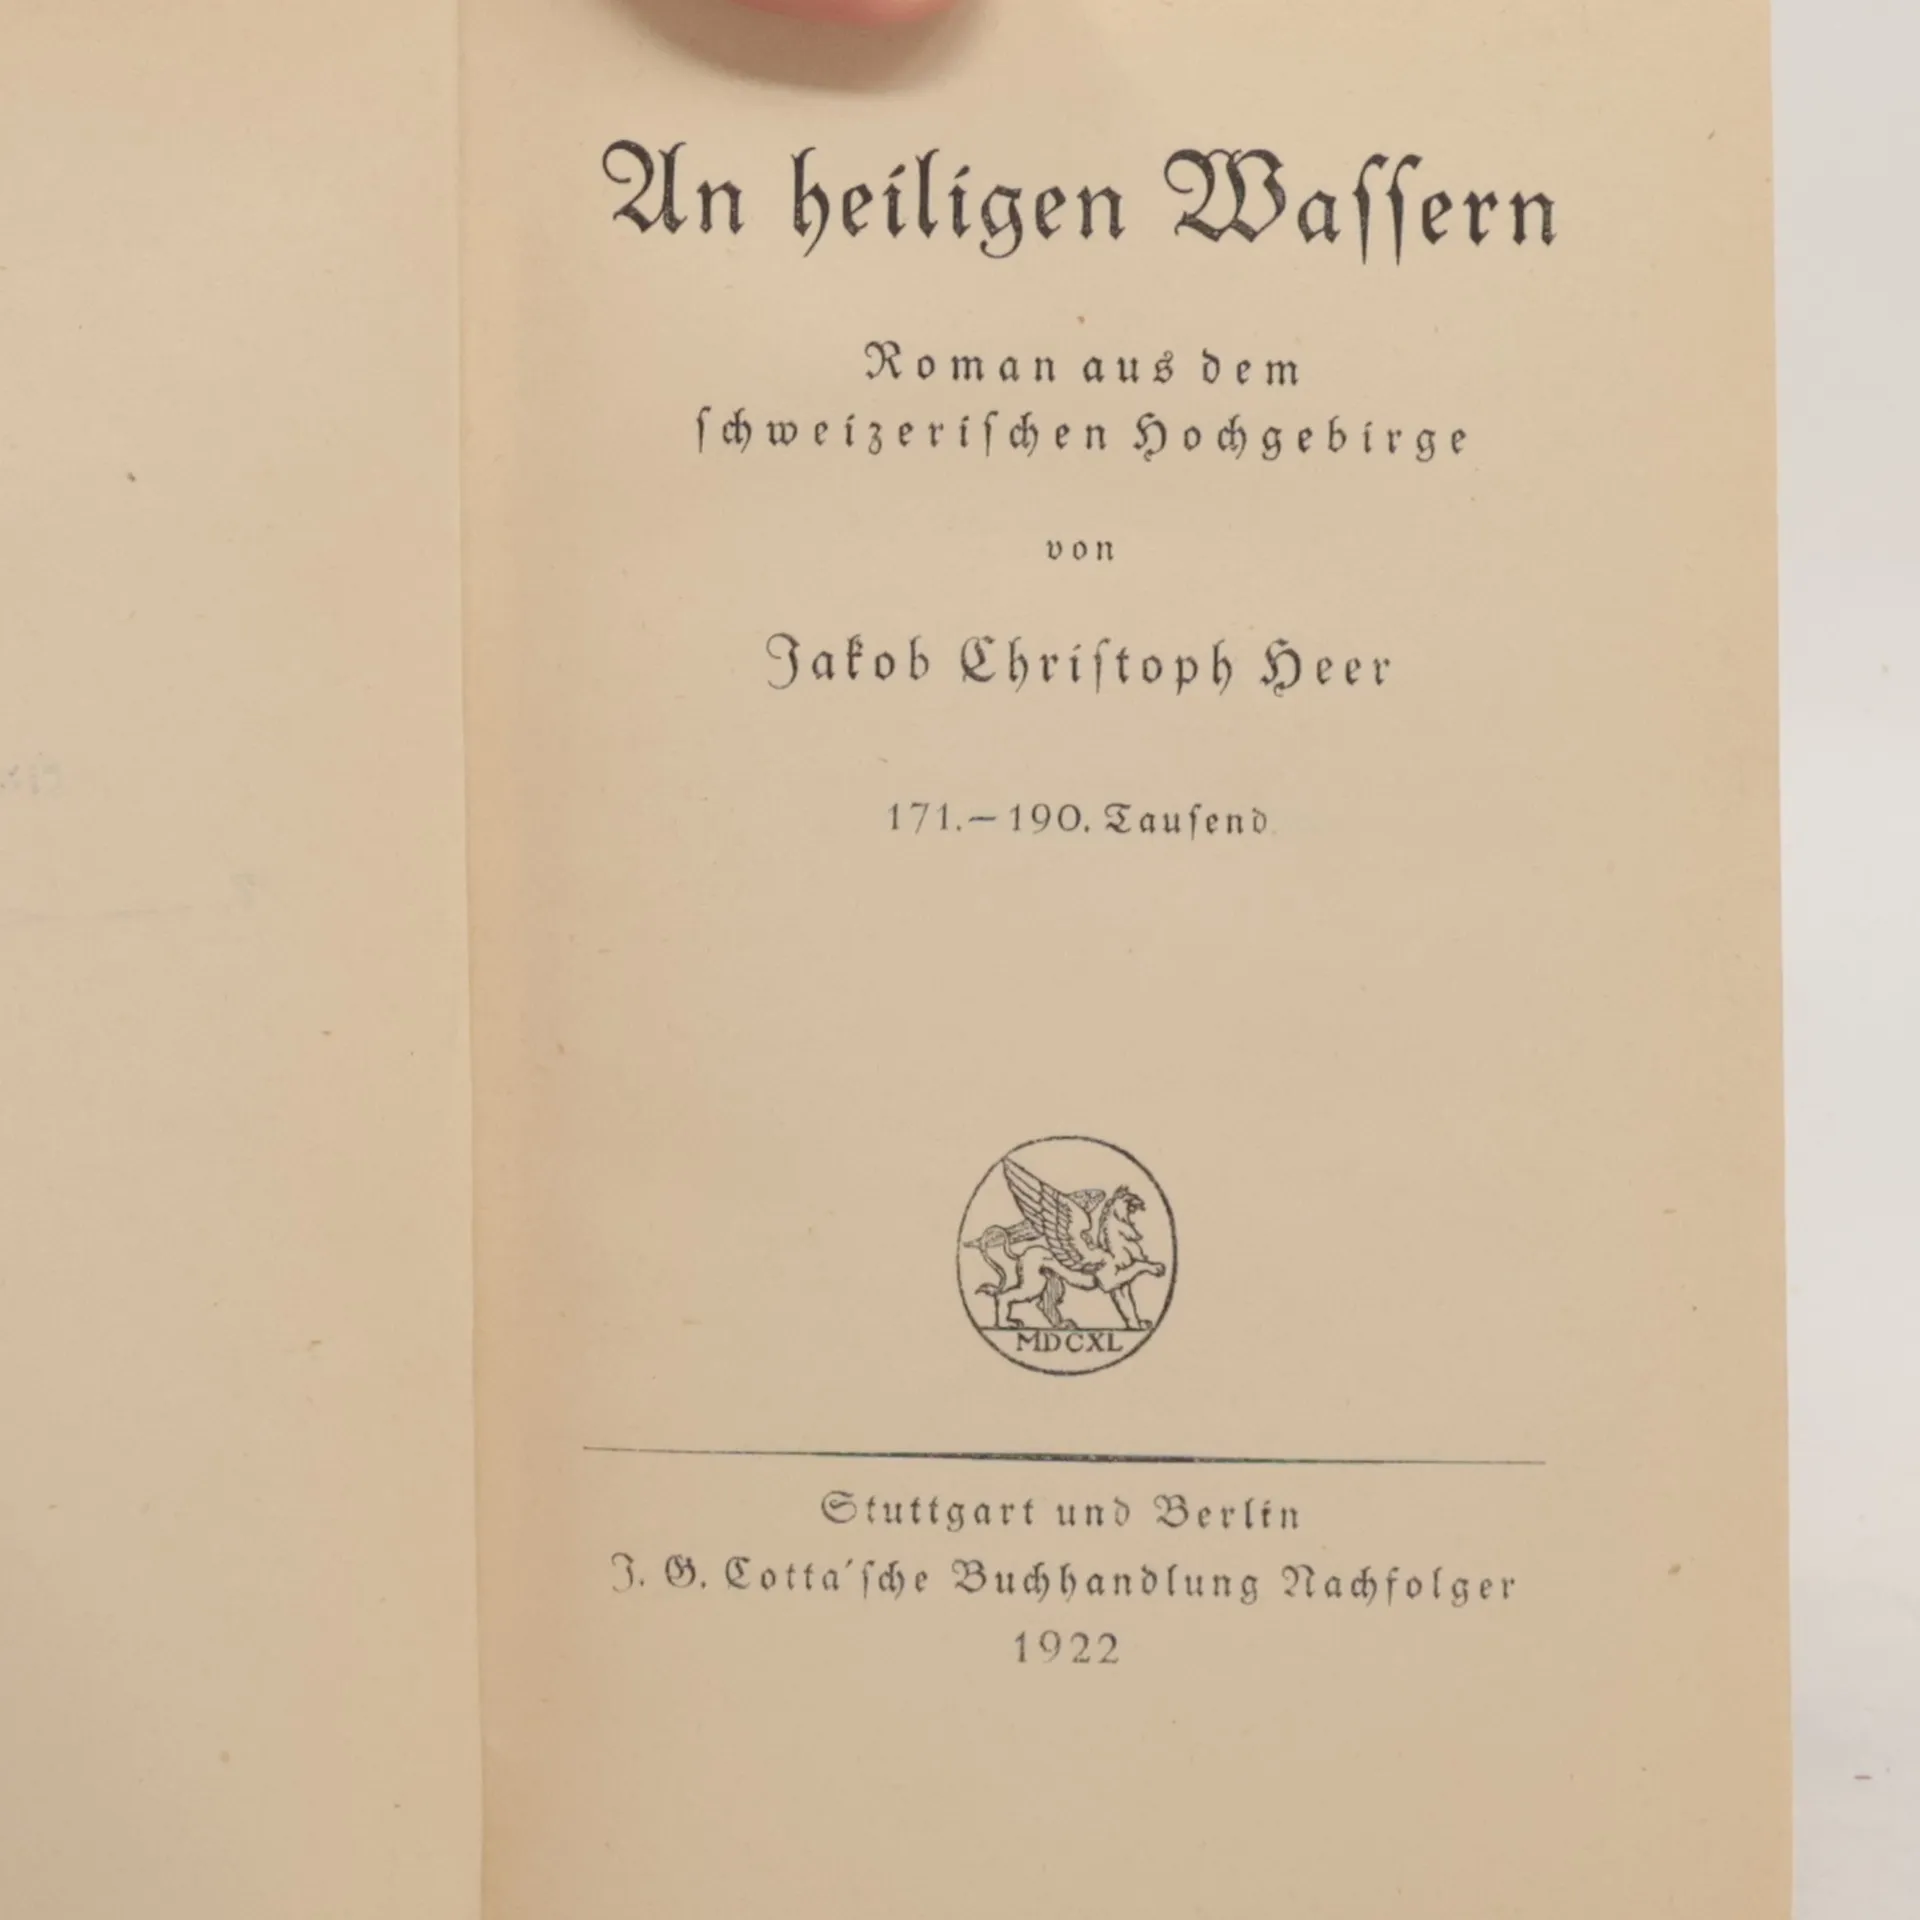 An heiligen Wassern
Roman aus dem
schweizerischen Hochgebirge
von
Jakob Christoph Heer
171.—190. Tausend
MDCXL
Stuttgart und Berlin
J. G. Cotta'sche Buchhandlung Nachfolger
1922